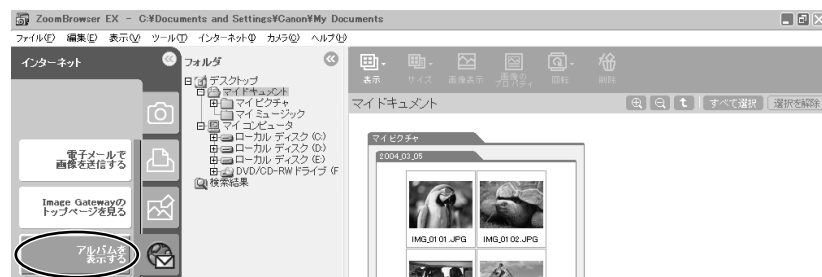 ZoomBrowser EX - C:¥Documents and Settings¥Canon¥My Documents
ファイル(F) 編集(E) 表示(V) ツール(T) インターネット(I) カメラ(C) ヘルプ(H)
インターネット
電子メールで
画像を送信する
Image Gatewayの
トップページを見る
アルバムを
表示する
フォルダ
デスクトップ
マイドキュメント
マイ ピクチャ
マイ ミュージック
マイ コンピュータ
ローカル ディスク (C:)
ローカル ディスク (D:)
ローカル ディスク (E:)
DVD/CD-RW ドライブ (F
検索結果
表示 サイズ 画像表示 画像のプロパティ 回転 削除
マイドキュメント すべて選択 選択を解除
マイ ピクチャ
2004_03_05
IMG_01 01 .JPG IMG_01 02 .JPG